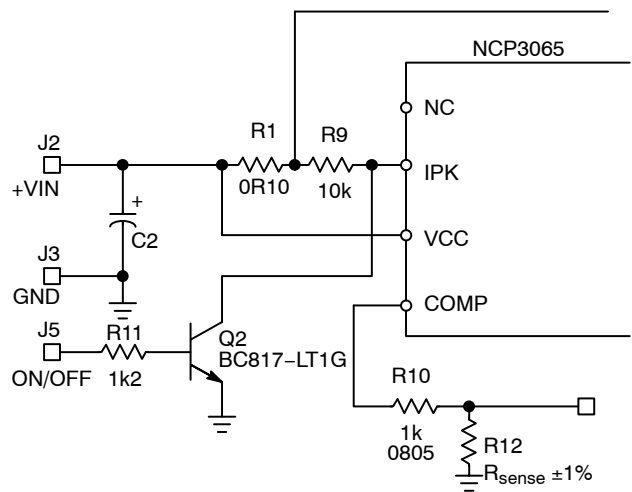 NCP3065
NC
R1
R9
J2
+VIN
0R10
10k
IPK
+
C2
VCC
J3
GND
COMP
J5
R11
Q2
BC817–LT1G
ON/OFF
1k2
R10
1k
0805
R12
Rsense ±1%